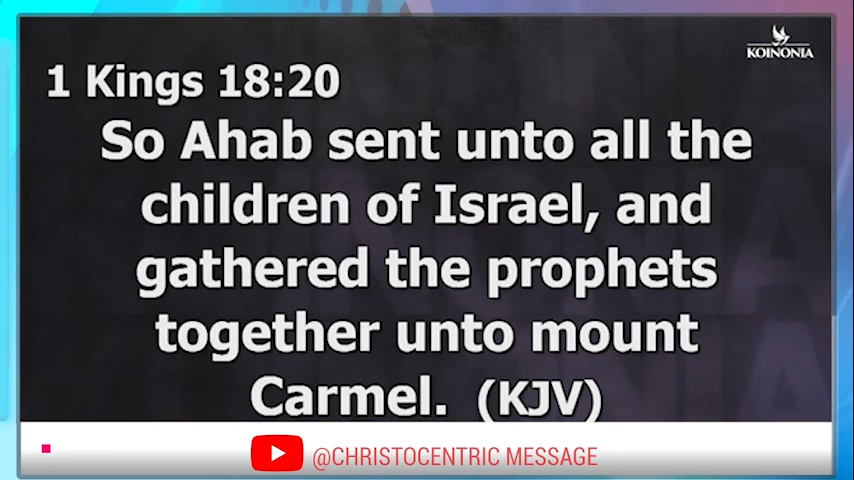 KOINONIA
1 Kings 18:20
So Ahab sent unto all the
children of Israel, and
gathered the prophets
together unto mount
Carmel. (KJV)
@CHRISTOCENTRIC MESSAGE